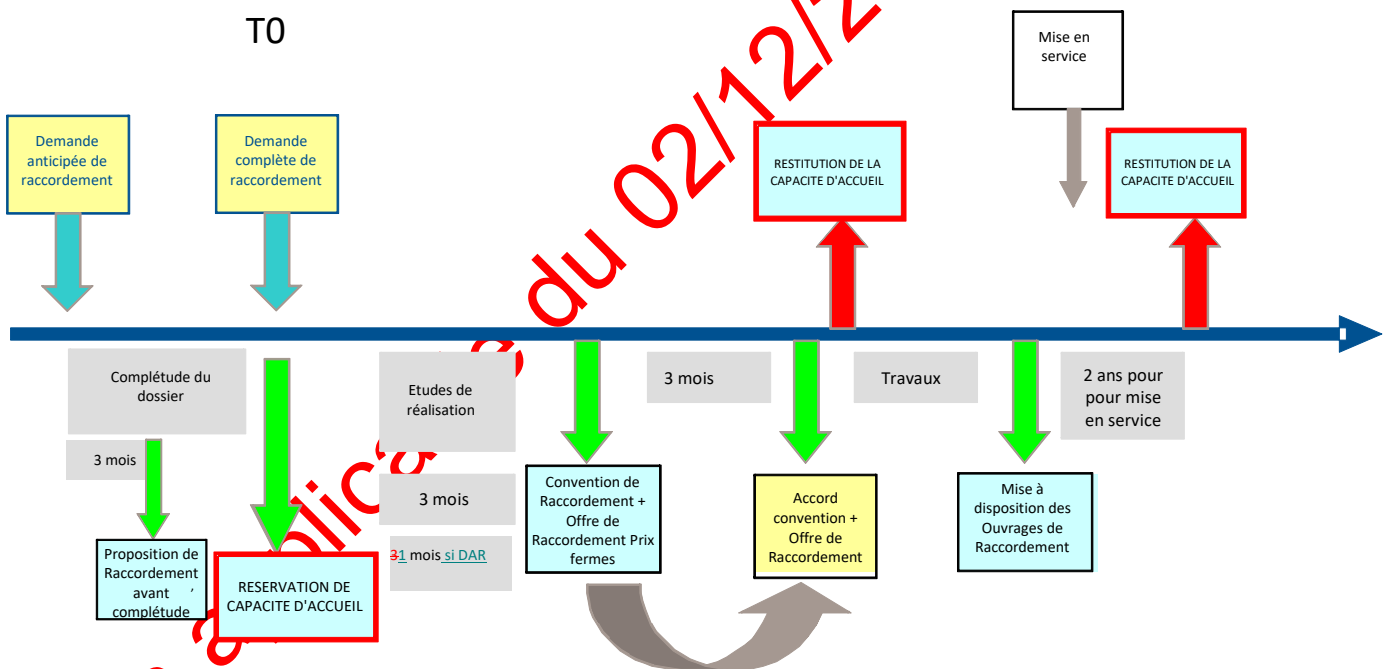 T0
Mise en
service
Demande
anticipée de
raccordement
Demande
complète de
raccordement
RESTITUTION DE LA
CAPACITE D'ACCUEIL
RESTITUTION DE LA
CAPACITE D'ACCUEIL
du 02/12/2
Complétude du
dossier
Etudes de
réalisation
3 mois
Travaux
2 ans pour
pour mise
en service
3 mois
3 mois
31 mois si DAR
Proposition de
Raccordement
avant ,
complétude
RESERVATION DE
CAPACITE D'ACCUEIL
Convention de
Raccordement +
Offre de
Raccordement Prix
fermes
Accord
convention +
Offre de
Raccordement
Mise à
disposition des
Ouvrages de
Raccordement